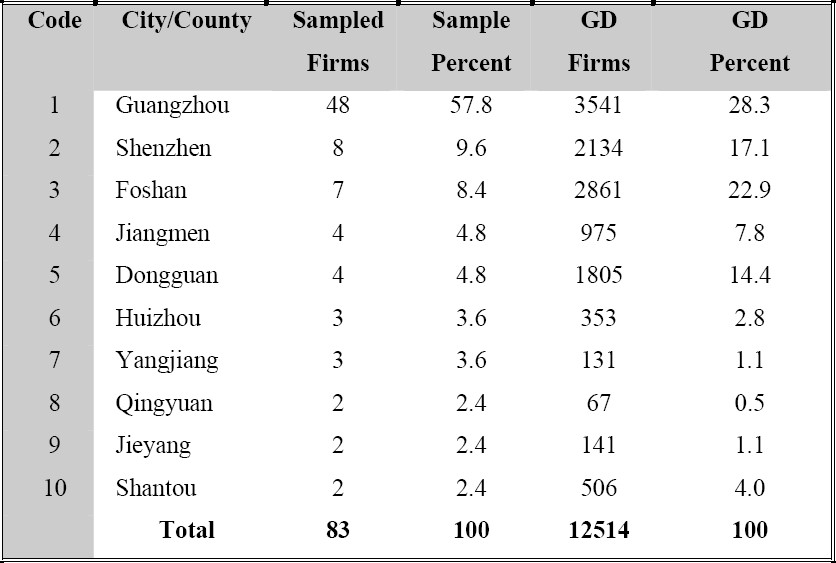 Code City/County Sampled Firms Sample Percent GD Firms GD Percent
1 Guangzhou 48 57.8 3541 28.3
2 Shenzhen 8 9.6 2134 17.1
3 Foshan 7 8.4 2861 22.9
4 Jiangmen 4 4.8 975 7.8
5 Dongguan 4 4.8 1805 14.4
6 Huizhou 3 3.6 353 2.8
7 Yangjiang 3 3.6 131 1.1
8 Qingyuan 2 2.4 67 0.5
9 Jieyang 2 2.4 141 1.1
10 Shantou 2 2.4 506 4.0
Total 83 100 12514 100